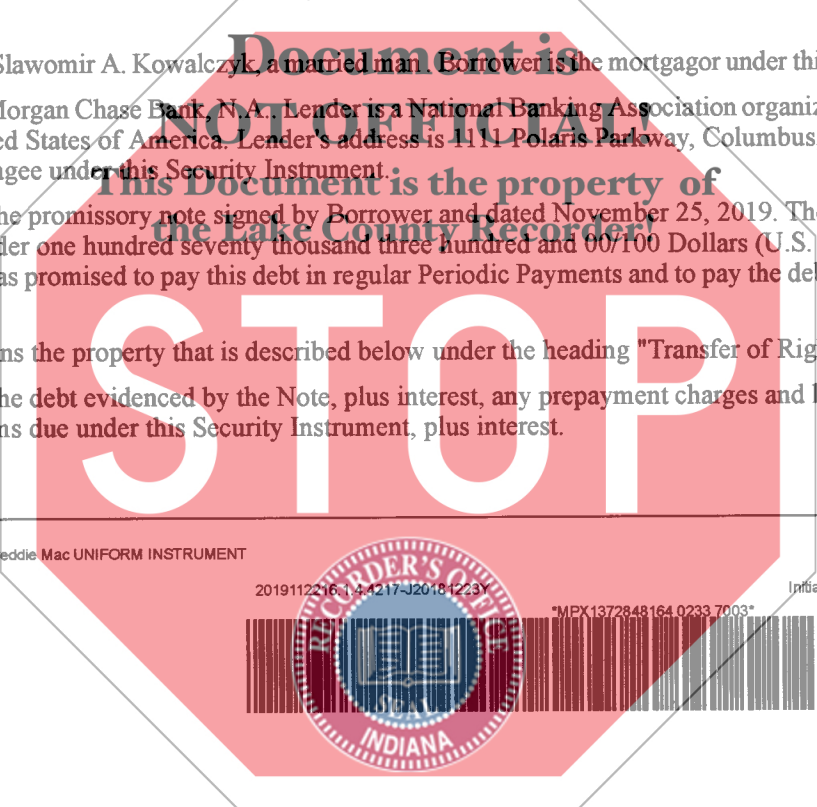 Document is
Slawomir A. Kowalczyk, a married man. Borrower is the mortgagor under thi
NOT OFFICIAL!
Morgan Chase Bank, N.A.. Lender is a National Banking Association organiz
ed States of America. Lender's address is 1111 Polaris Parkway, Columbus.
agee under this Security Instrument.
This Document is the property of
the Lake County Recorder!
he promissory note signed by Borrower and dated November 25, 2019. The
der one hundred seventy thousand three hundred and 00/100 Dollars (U.S.
as promised to pay this debt in regular Periodic Payments and to pay the de
STOP
ns the property that is described below under the heading "Transfer of Rig
he debt evidenced by the Note, plus interest, any prepayment charges and l
ns due under this Security Instrument, plus interest.
eddie Mac UNIFORM INSTRUMENT
2019112216.1.4.4217-J20181223Y
Initia
*MPX1372848164 0233 7003*
RECORDER'S OFFICE
SEAL
INDIANA